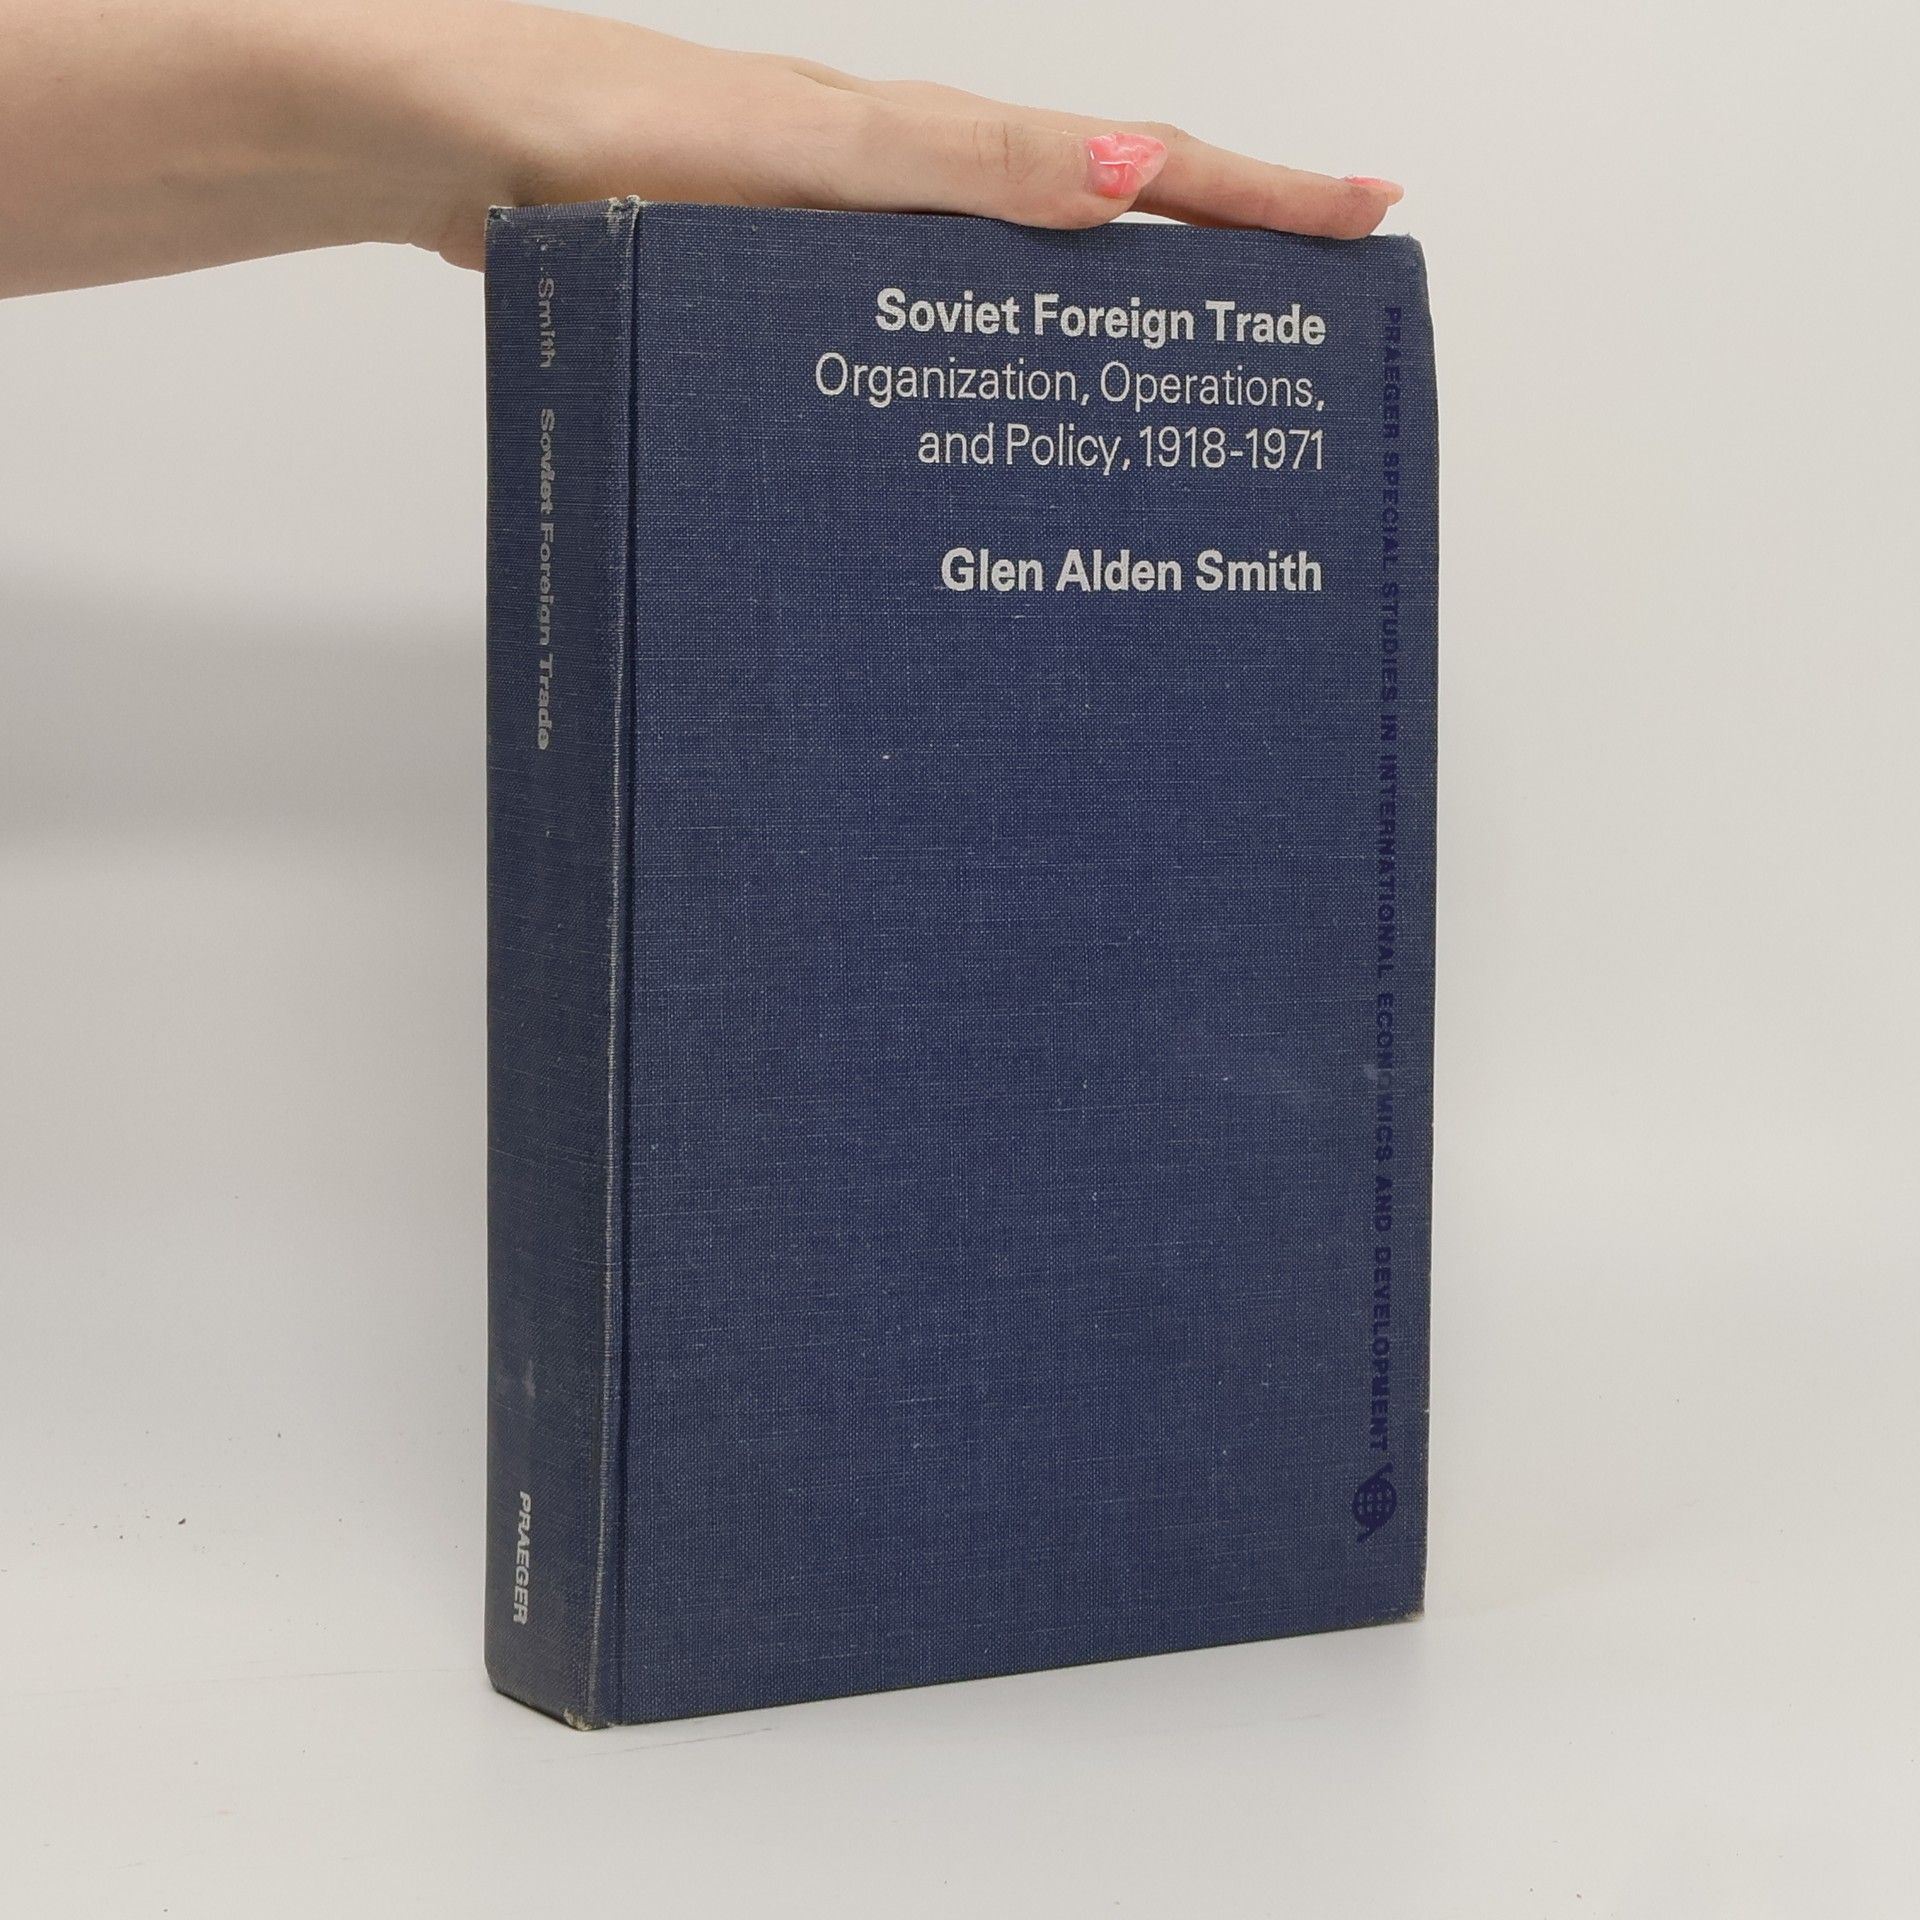 Soviet Foreign Trade
Organization, Operations,
and Policy, 1918-1971
Glen Alden Smith
PRAEGER SPECIAL STUDIES IN INTERNATIONAL ECONOMICS AND DEVELOPMENT
Smith Soviet Foreign Trade
PRAEGER